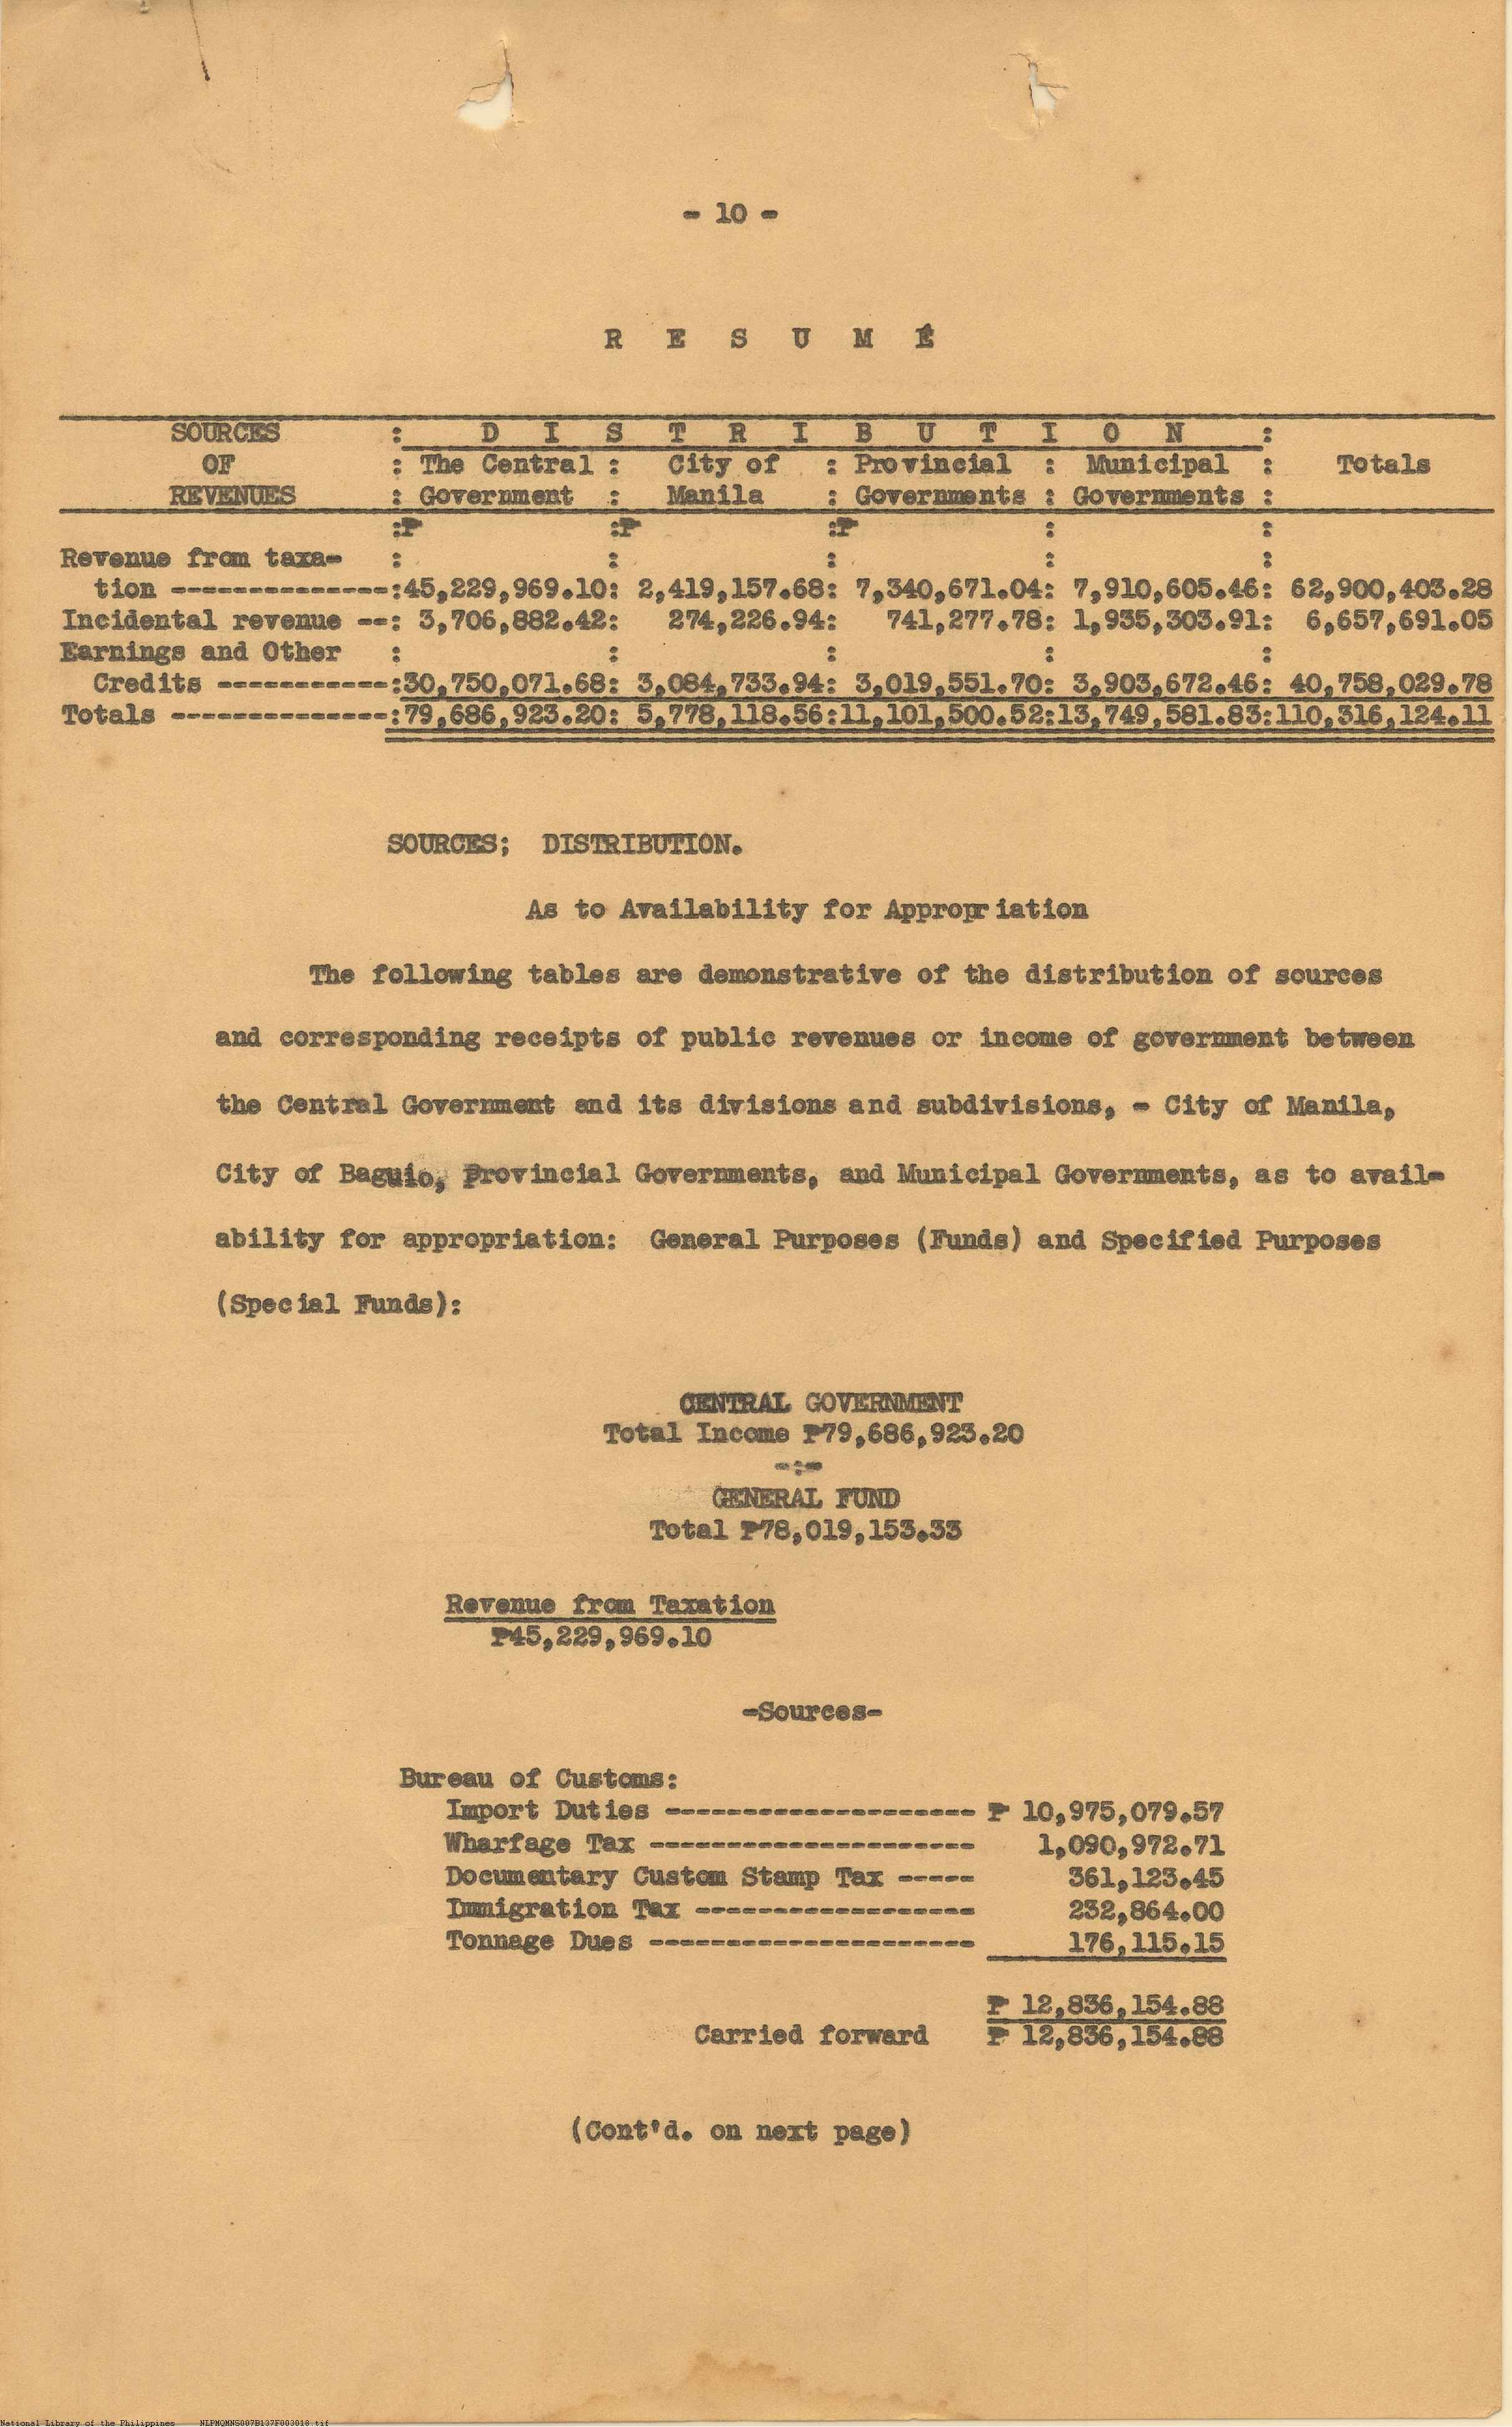 - 10 -
R E S U M É
SOURCES : D I S T R I B U T I O N :
OF : The Central : City of : Provincial : Municipal : Totals
REVENUES : Government : Manila : Governments : Governments :
:₱ :₱ :₱ : :
Revenue from taxa- : : : : :
tion --------------:45,229,969.10: 2,419,157.68: 7,340,671.04: 7,910,605.46: 62,900,403.28
Incidental revenue --: 3,706,882.42: 274,226.94: 741,277.78: 1,935,303.91: 6,657,691.05
Earnings and Other : : : : :
Credits -----------:30,750,071.68: 3,084,733.94: 3,019,551.70: 3,903,672.46: 40,758,029.78
Totals --------------:79,686,923.20: 5,778,118.56:11,101,500.52:13,749,581.83:110,316,124.11
SOURCES; DISTRIBUTION.
As to Availability for Appropriation
The following tables are demonstrative of the distribution of sources
and corresponding receipts of public revenues or income of government between
the Central Government and its divisions and subdivisions, - City of Manila,
City of Baguio, Provincial Governments, and Municipal Governments, as to avail-
ability for appropriation: General Purposes (Funds) and Specified Purposes
(Special Funds):
CENTRAL GOVERNMENT
Total Income ₱79,686,923.20
-:-
GENERAL FUND
Total ₱78,019,153.33
Revenue from Taxation
₱45,229,969.10
-Sources-
Bureau of Customs:
Import Duties -------------------- ₱ 10,975,079.57
Wharfage Tax --------------------- 1,090,972.71
Documentary Custom Stamp Tax ----- 361,123.45
Immigration Tax ------------------ 232,864.00
Tonnage Dues --------------------- 176,115.15
₱ 12,836,154.88
Carried forward ₱ 12,836,154.88
(Cont'd. on next page)
National Library of the Philippines NLPMQMNS007B137F003018.tif